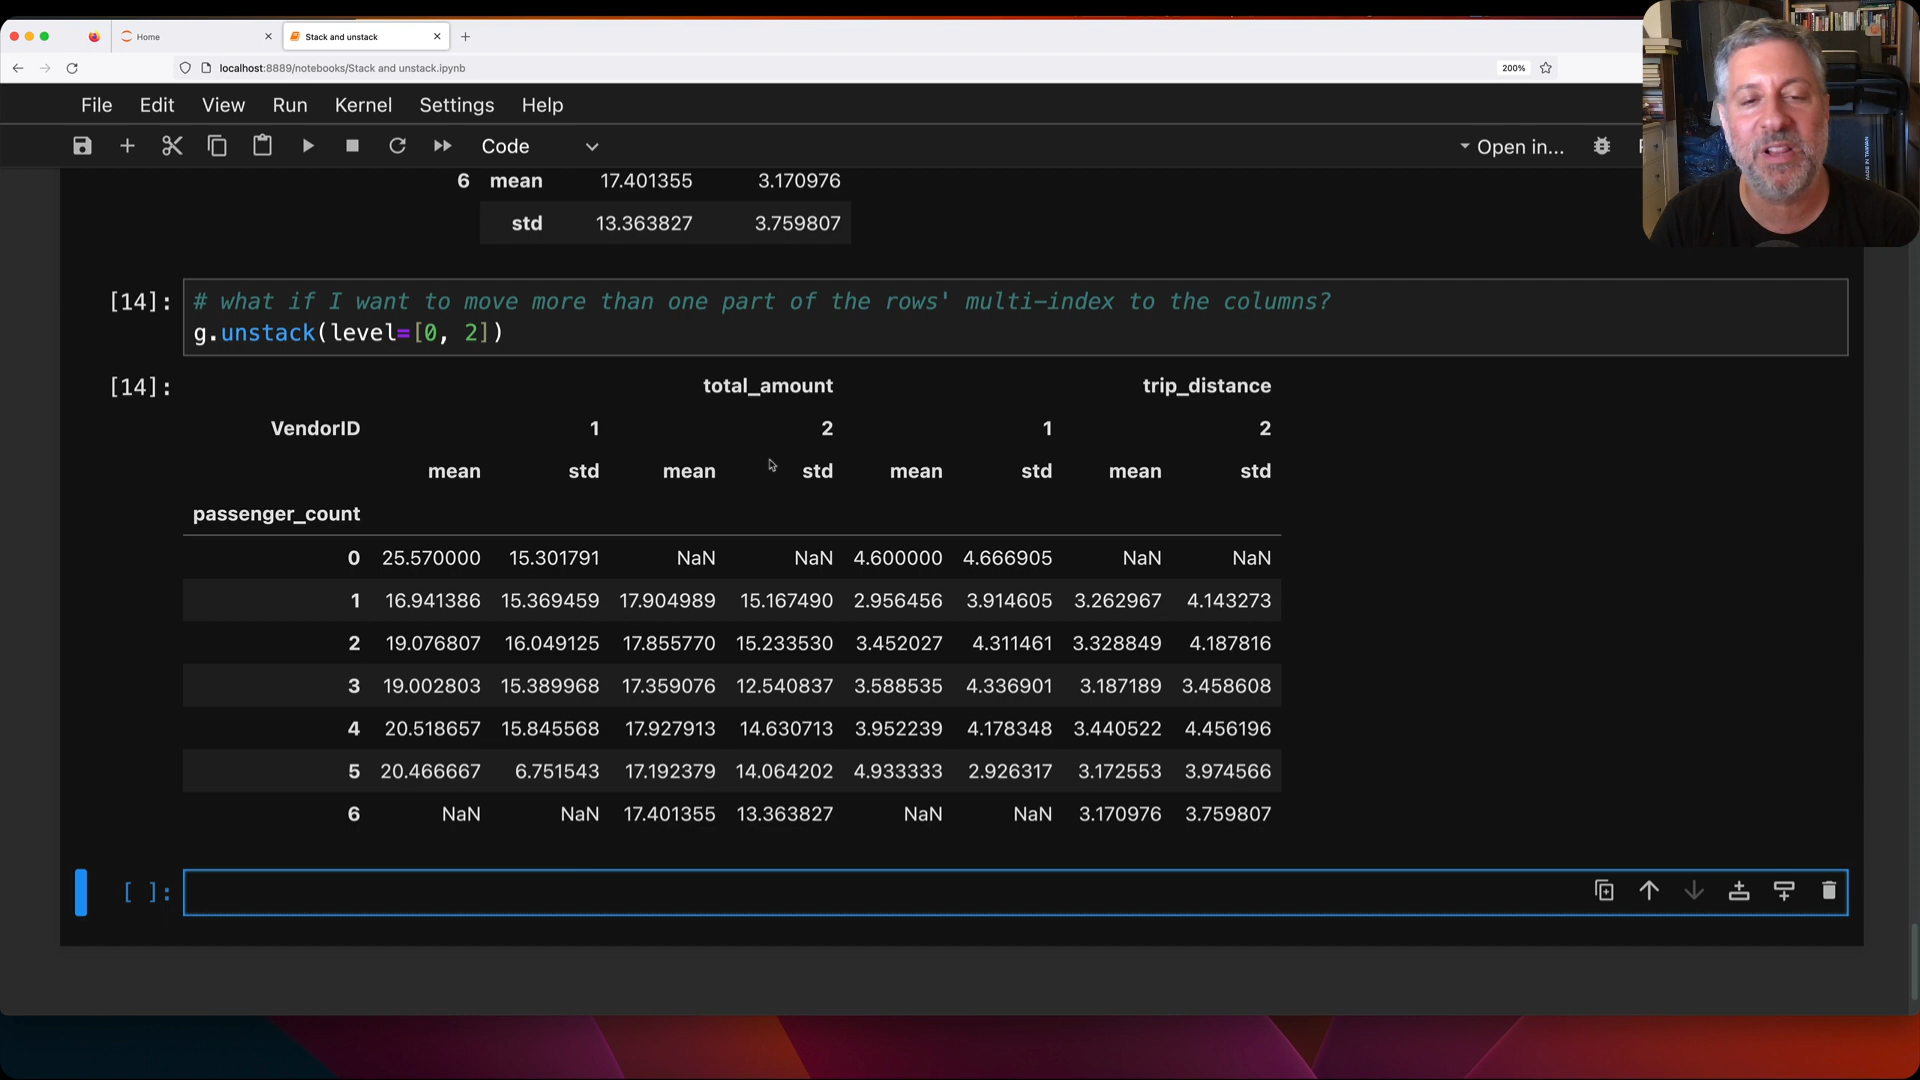 Home
Stack and unstack
localhost:8889/notebooks/Stack and unstack.ipynb
200%
File Edit View Run Kernel Settings Help
Code
Open in...
6 mean 17.401355 3.170976
std 13.363827 3.759807
[14]: # what if I want to move more than one part of the rows' multi-index to the columns?
g.unstack(level=[0, 2])
[14]: total_amount trip_distance
VendorID 1 2 1 2
mean std mean std mean std mean std
passenger_count
0 25.570000 15.301791 NaN NaN 4.600000 4.666905 NaN NaN
1 16.941386 15.369459 17.904989 15.167490 2.956456 3.914605 3.262967 4.143273
2 19.076807 16.049125 17.855770 15.233530 3.452027 4.311461 3.328849 4.187816
3 19.002803 15.389968 17.359076 12.540837 3.588535 4.336901 3.187189 3.458608
4 20.518657 15.845568 17.927913 14.630713 3.952239 4.178348 3.440522 4.456196
5 20.466667 6.751543 17.192379 14.064202 4.933333 2.926317 3.172553 3.974566
6 NaN NaN 17.401355 13.363827 NaN NaN 3.170976 3.759807
[ ]:
MADE IN TAIWAN